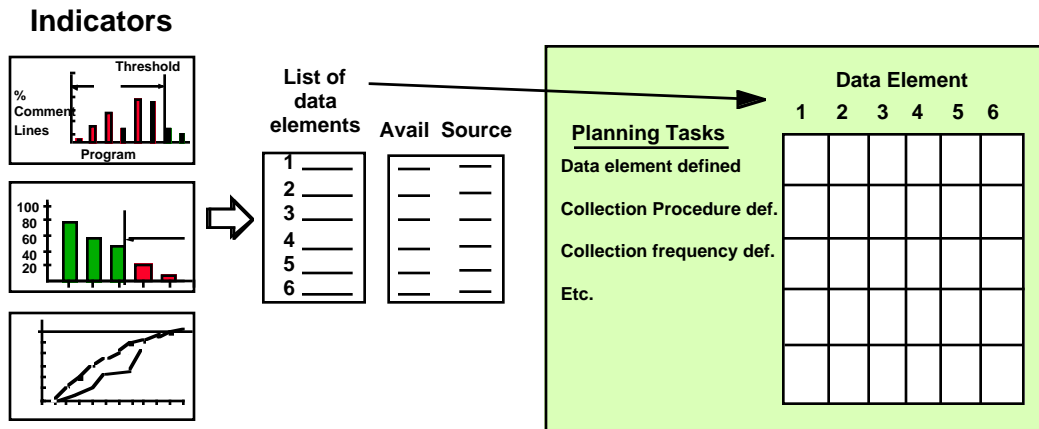 Indicators
Threshold
%
Comment
Lines
Program
100
80
60
40
20
List of
data
elements
Avail Source
1
2
3
4
5
6
Data Element
1 2 3 4 5 6
Planning Tasks
Data element defined
Collection Procedure def.
Collection frequency def.
Etc.